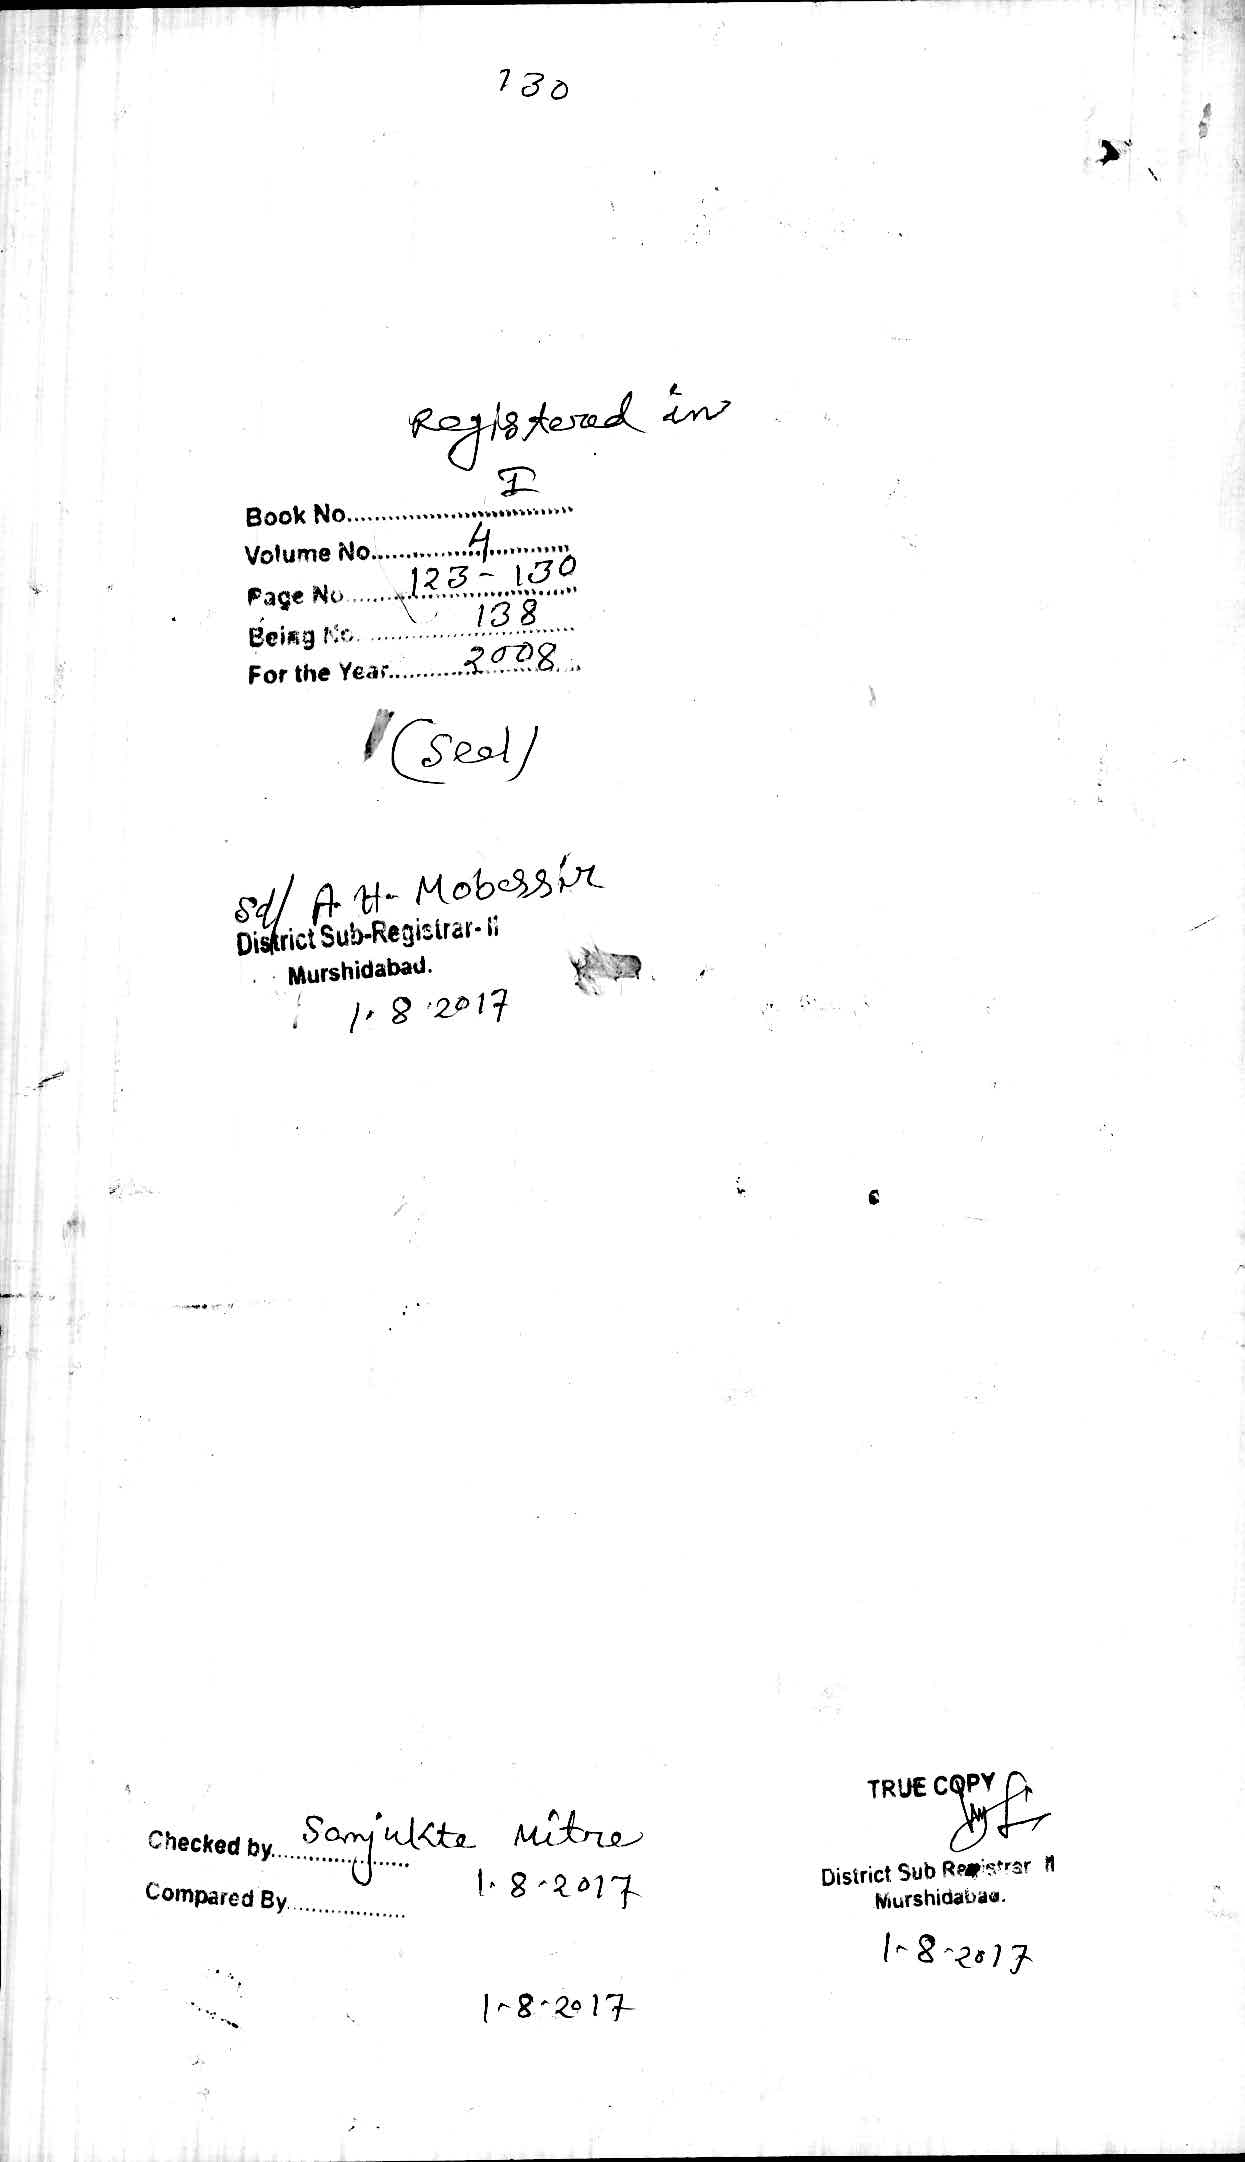 130
Registered in
Book No. I
Volume No. 4
Page No 123 - 130
Being No. 138
For the Year 2008
(Seal)
Sd/ A. H. Mobassir
District Sub-Registrar-II
Murshidabad.
1.8.2017
TRUE COPY
Checked by Sanjukta Mitra
1.8.2017
Compared By
District Sub Registrar II
Murshidabad.
1-8-2017
1-8-2017